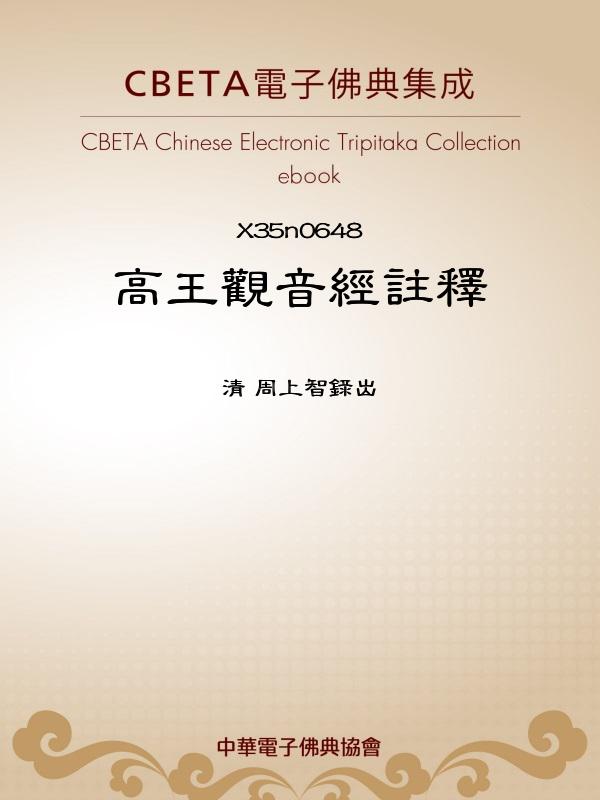 CBETA電子佛典集成
CBETA Chinese Electronic Tripitaka Collection
ebook
X35n0648
高王觀音經註釋
清 周上智錄出
中華電子佛典協會